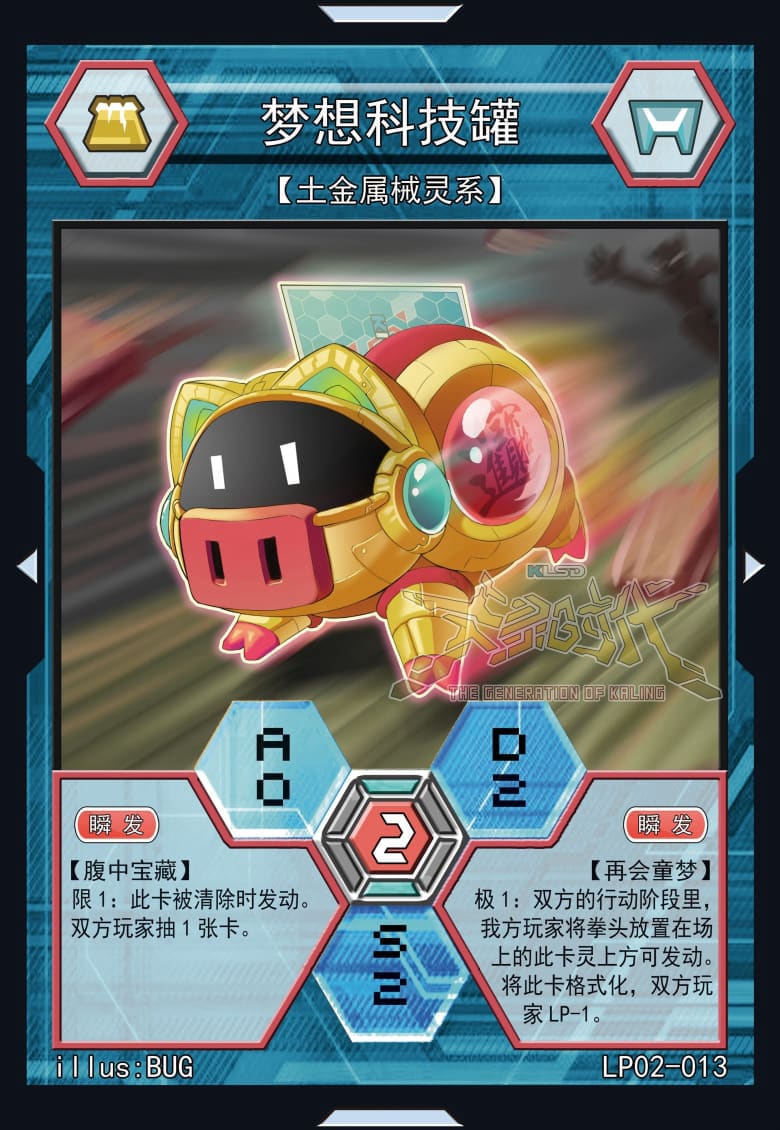 梦想科技罐
【土金属械灵系】
KLSD
卡灵时代
THE GENERATION OF KALING
A
0
D
2
2
S
2
瞬发
【腹中宝藏】
限1：此卡被清除时发动。
双方玩家抽1张卡。
瞬发
【再会童梦】
极1：双方的行动阶段里，
我方玩家将拳头放置在场
上的此卡灵上方可发动。
将此卡格式化，双方玩
家LP-1。
illus:BUG
LP02-013